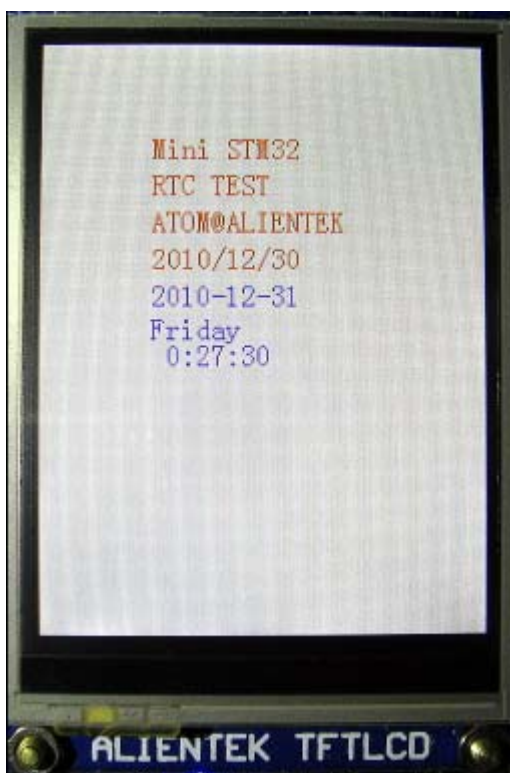 Mini STM32
RTC TEST
ATOM@ALIENTEK
2010/12/30
2010-12-31
Friday
0:27:30
ALIENTEK TFTLCD